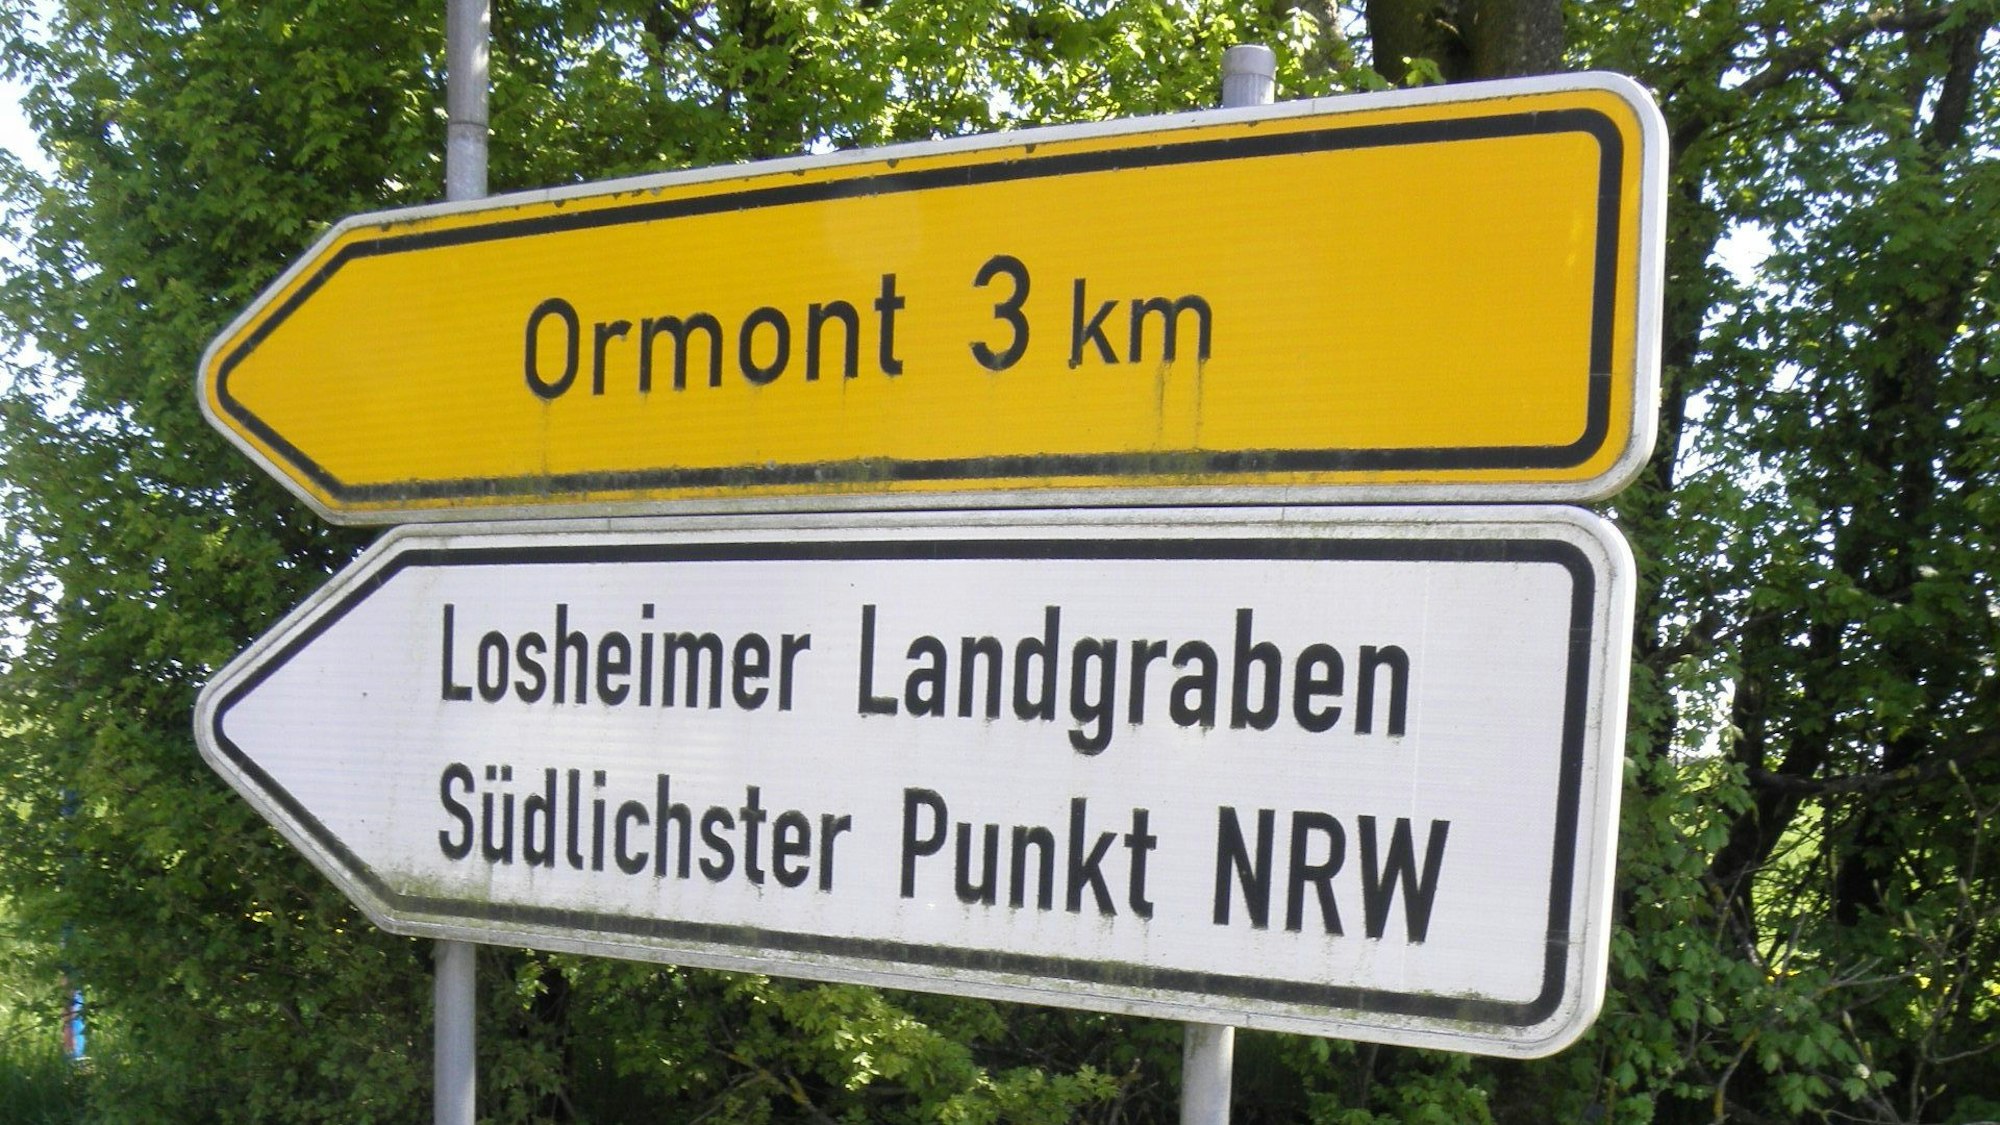 Ormont 3 km
Losheimer Landgraben
Südlichster Punkt NRW